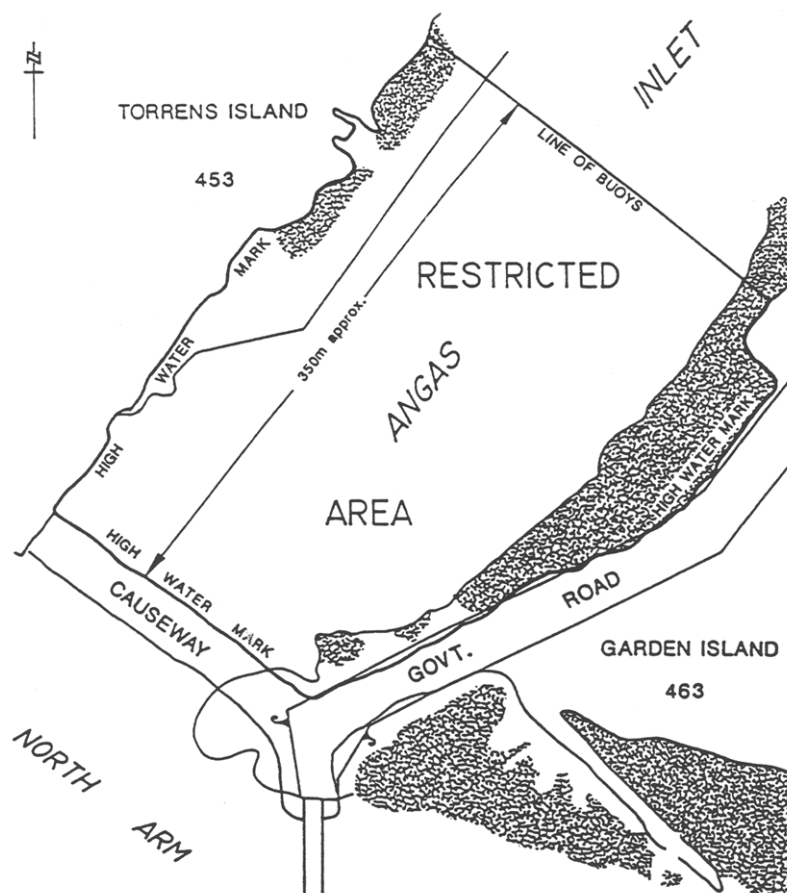 N
INLET
TORRENS ISLAND
453
LINE OF BUOYS
HIGH WATER MARK
RESTRICTED
350m approx.
ANGAS
HIGH WATER MARK
AREA
HIGH WATER MARK
CAUSEWAY
GOVT. ROAD
GARDEN ISLAND
463
NORTH ARM